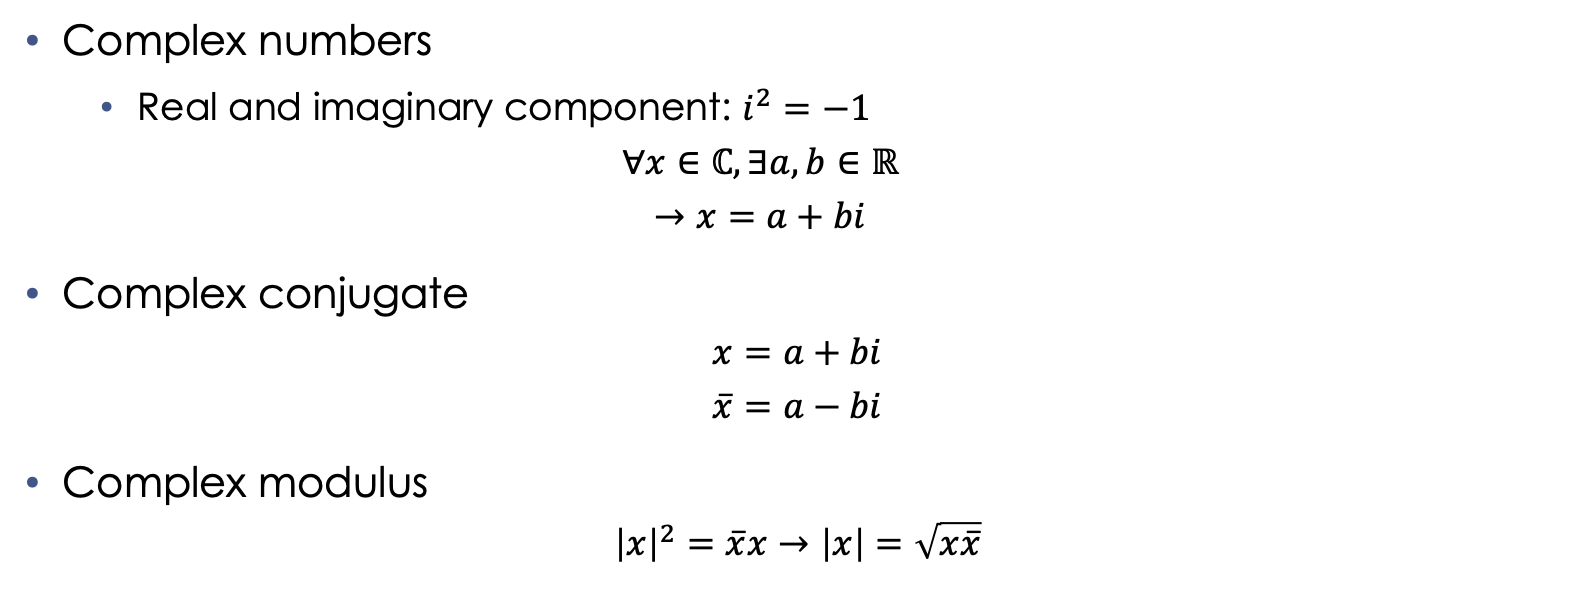 • Complex numbers
• Real and imaginary component: 𝑖² = −1
∀𝑥 ∈ ℂ, ∃𝑎, 𝑏 ∈ ℝ
→ 𝑥 = 𝑎 + 𝑏𝑖
• Complex conjugate
𝑥 = 𝑎 + 𝑏𝑖
𝑥̄ = 𝑎 − 𝑏𝑖
• Complex modulus
|𝑥|² = 𝑥̄𝑥 → |𝑥| = √(𝑥𝑥̄)